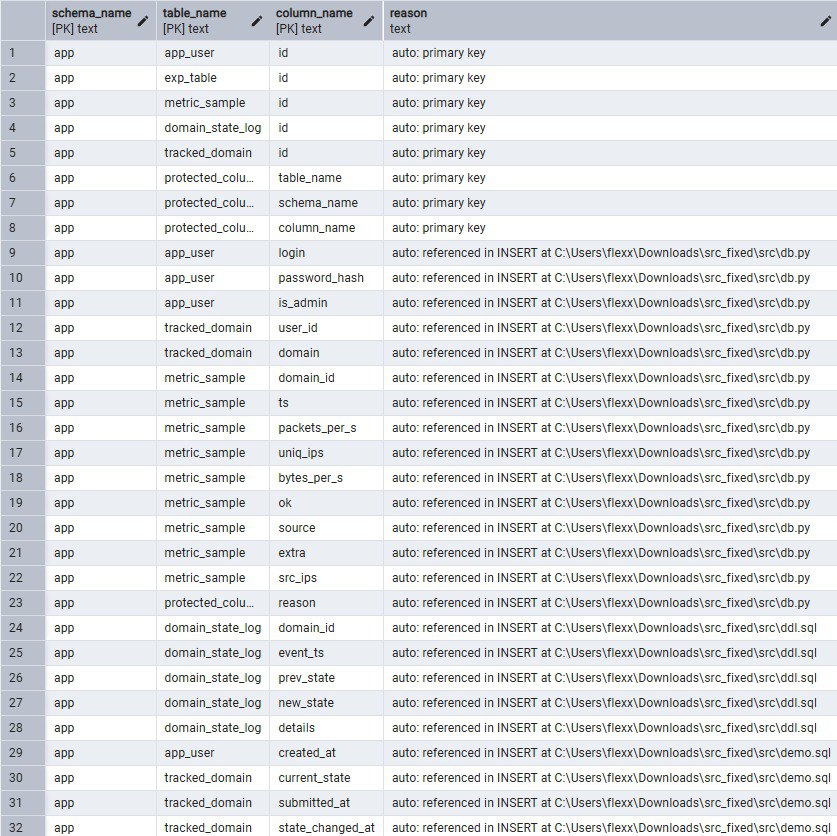 schema_name table_name column_name reason
[PK] text [PK] text [PK] text text
1 app app_user id auto: primary key
2 app exp_table id auto: primary key
3 app metric_sample id auto: primary key
4 app domain_state_log id auto: primary key
5 app tracked_domain id auto: primary key
6 app protected_colu... table_name auto: primary key
7 app protected_colu... schema_name auto: primary key
8 app protected_colu... column_name auto: primary key
9 app app_user login auto: referenced in INSERT at C:\Users\flexx\Downloads\src_fixed\src\db.py
10 app app_user password_hash auto: referenced in INSERT at C:\Users\flexx\Downloads\src_fixed\src\db.py
11 app app_user is_admin auto: referenced in INSERT at C:\Users\flexx\Downloads\src_fixed\src\db.py
12 app tracked_domain user_id auto: referenced in INSERT at C:\Users\flexx\Downloads\src_fixed\src\db.py
13 app tracked_domain domain auto: referenced in INSERT at C:\Users\flexx\Downloads\src_fixed\src\db.py
14 app metric_sample domain_id auto: referenced in INSERT at C:\Users\flexx\Downloads\src_fixed\src\db.py
15 app metric_sample ts auto: referenced in INSERT at C:\Users\flexx\Downloads\src_fixed\src\db.py
16 app metric_sample packets_per_s auto: referenced in INSERT at C:\Users\flexx\Downloads\src_fixed\src\db.py
17 app metric_sample uniq_ips auto: referenced in INSERT at C:\Users\flexx\Downloads\src_fixed\src\db.py
18 app metric_sample bytes_per_s auto: referenced in INSERT at C:\Users\flexx\Downloads\src_fixed\src\db.py
19 app metric_sample ok auto: referenced in INSERT at C:\Users\flexx\Downloads\src_fixed\src\db.py
20 app metric_sample source auto: referenced in INSERT at C:\Users\flexx\Downloads\src_fixed\src\db.py
21 app metric_sample extra auto: referenced in INSERT at C:\Users\flexx\Downloads\src_fixed\src\db.py
22 app metric_sample src_ips auto: referenced in INSERT at C:\Users\flexx\Downloads\src_fixed\src\db.py
23 app protected_colu... reason auto: referenced in INSERT at C:\Users\flexx\Downloads\src_fixed\src\db.py
24 app domain_state_log domain_id auto: referenced in INSERT at C:\Users\flexx\Downloads\src_fixed\src\ddl.sql
25 app domain_state_log event_ts auto: referenced in INSERT at C:\Users\flexx\Downloads\src_fixed\src\ddl.sql
26 app domain_state_log prev_state auto: referenced in INSERT at C:\Users\flexx\Downloads\src_fixed\src\ddl.sql
27 app domain_state_log new_state auto: referenced in INSERT at C:\Users\flexx\Downloads\src_fixed\src\ddl.sql
28 app domain_state_log details auto: referenced in INSERT at C:\Users\flexx\Downloads\src_fixed\src\ddl.sql
29 app app_user created_at auto: referenced in INSERT at C:\Users\flexx\Downloads\src_fixed\src\demo.sql
30 app tracked_domain current_state auto: referenced in INSERT at C:\Users\flexx\Downloads\src_fixed\src\demo.sql
31 app tracked_domain submitted_at auto: referenced in INSERT at C:\Users\flexx\Downloads\src_fixed\src\demo.sql
32 app tracked_domain state_changed_at auto: referenced in INSERT at C:\Users\flexx\Downloads\src_fixed\src\demo.sql